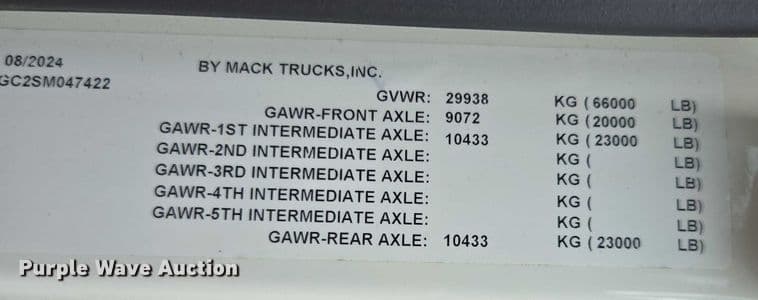 08/2024 BY MACK TRUCKS,INC.
GC2SM047422
GVWR: 29938 KG ( 66000 LB)
GAWR-FRONT AXLE: 9072 KG ( 20000 LB)
GAWR-1ST INTERMEDIATE AXLE: 10433 KG ( 23000 LB)
GAWR-2ND INTERMEDIATE AXLE: KG ( LB)
GAWR-3RD INTERMEDIATE AXLE: KG ( LB)
GAWR-4TH INTERMEDIATE AXLE: KG ( LB)
GAWR-5TH INTERMEDIATE AXLE: KG ( LB)
GAWR-REAR AXLE: 10433 KG ( 23000 LB)
Purple Wave Auction